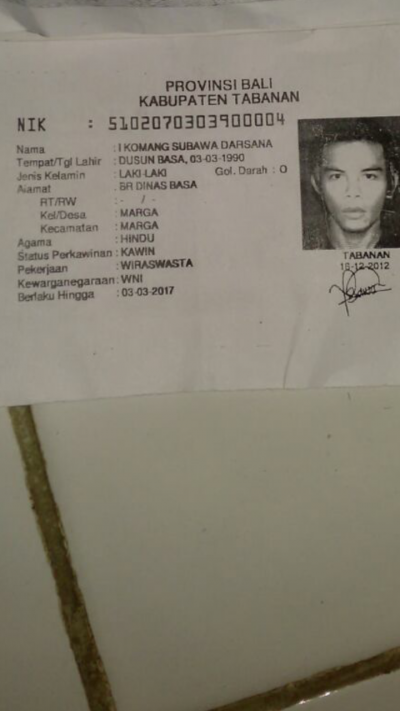 PROVINSI BALI
KABUPATEN TABANAN
NIK : 5102070303900004
Nama : I KOMANG SUBAWA DARSANA
Tempat/Tgl Lahir : DUSUN BASA, 03-03-1990
Jenis Kelamin : LAKI-LAKI Gol. Darah : O
Alamat : BR DINAS BASA
RT/RW : - / -
Kel/Desa : MARGA
Kecamatan : MARGA
Agama : HINDU
Status Perkawinan : KAWIN
Pekerjaan : WIRASWASTA
Kewarganegaraan : WNI
Berlaku Hingga : 03-03-2017
TABANAN
10-12-2012